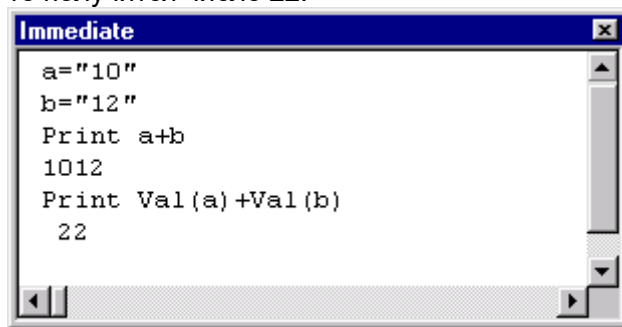 Immediate
a="10"
b="12"
Print a+b
1012
Print Val(a)+Val(b)
22